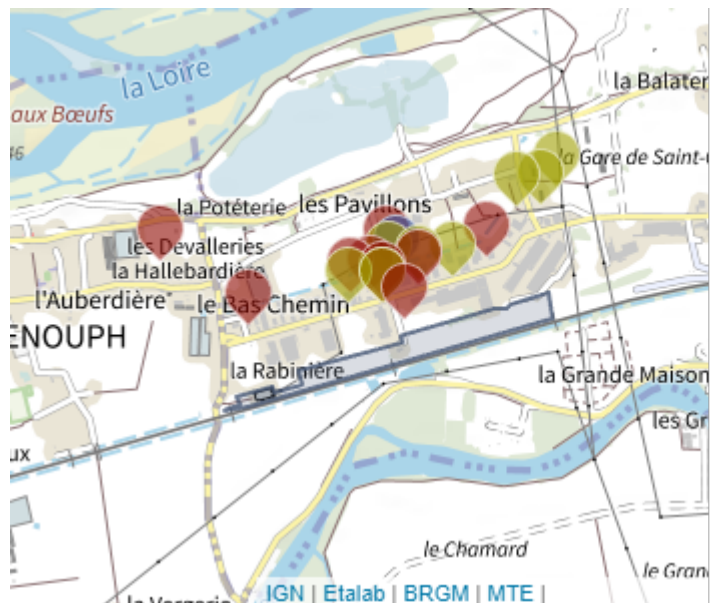 la Loire
la Balater
aux Bœufs
46
la Gare de Saint-
la Potéterie
les Pavillons
les Devalleries
la Hallebardière
l'Auberdière
le Bas Chemin
ENOUPH
la Rabinière
la Grande Maison
les Gr
ux
le Chamard
le Gran
IGN | Etalab | BRGM | MTE |